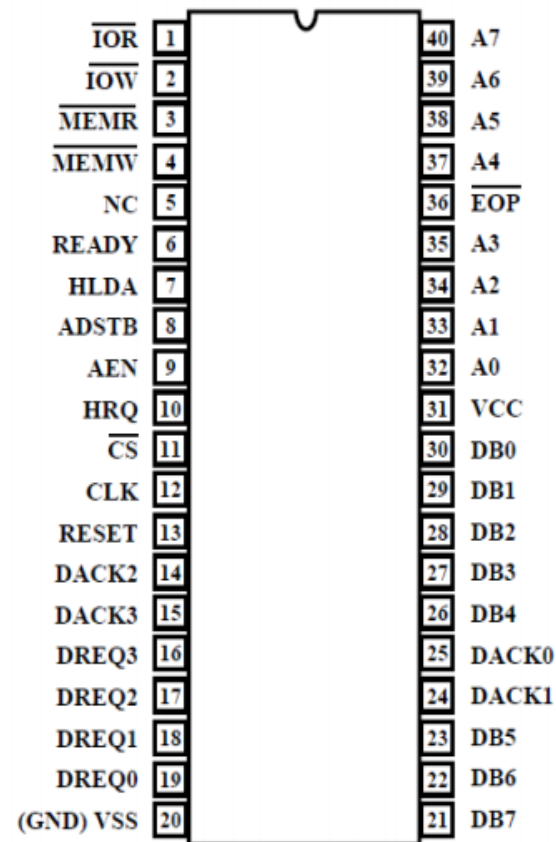 IOR 1 40 A7
IOW 2 39 A6
MEMR 3 38 A5
MEMW 4 37 A4
NC 5 36 EOP
READY 6 35 A3
HLDA 7 34 A2
ADSTB 8 33 A1
AEN 9 32 A0
HRQ 10 31 VCC
CS 11 30 DB0
CLK 12 29 DB1
RESET 13 28 DB2
DACK2 14 27 DB3
DACK3 15 26 DB4
DREQ3 16 25 DACK0
DREQ2 17 24 DACK1
DREQ1 18 23 DB5
DREQ0 19 22 DB6
(GND) VSS 20 21 DB7